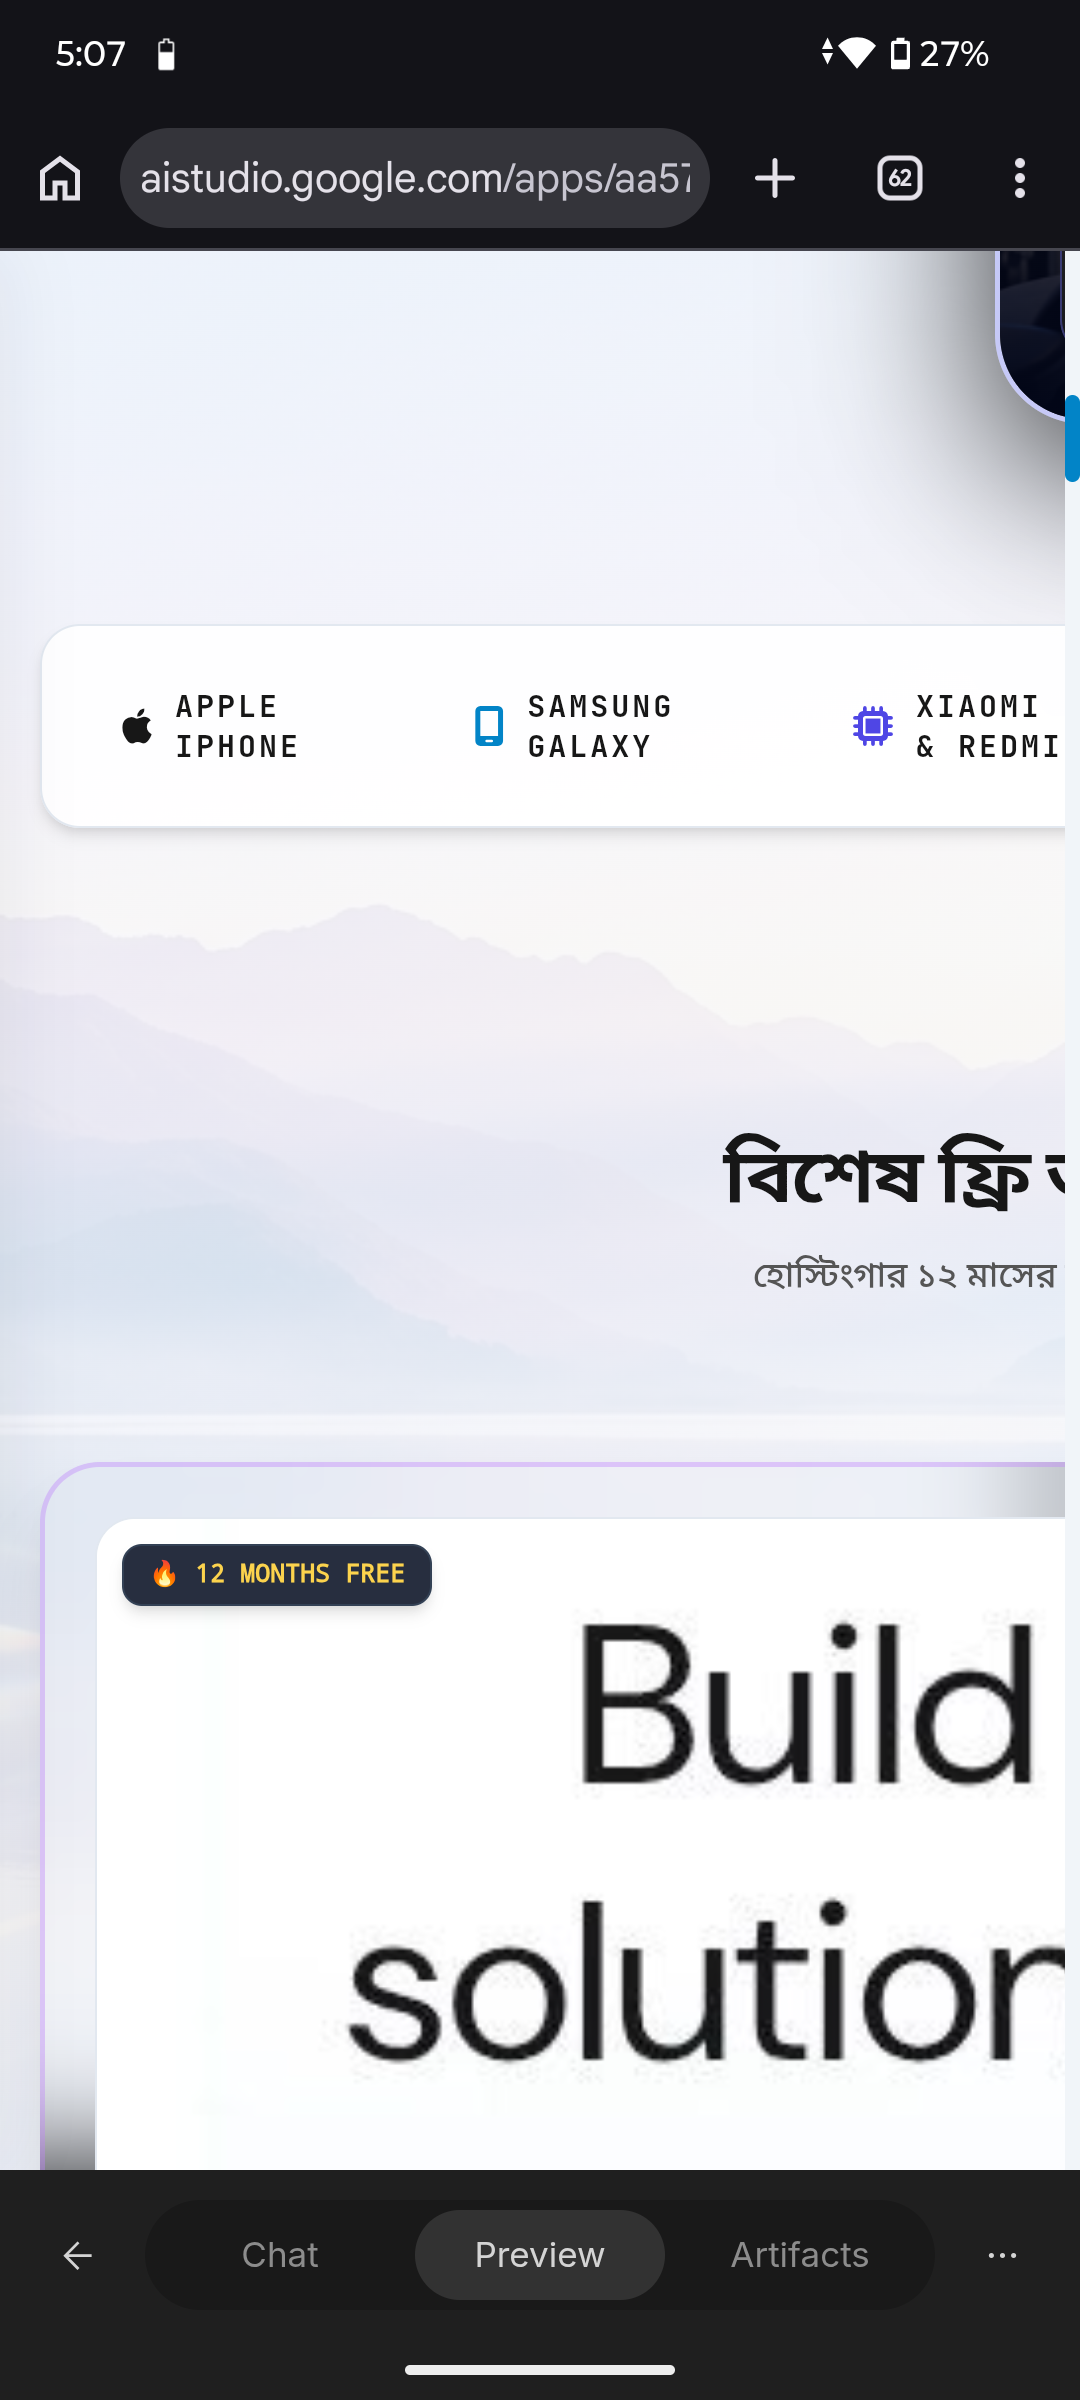 5:07
27%
aistudio.google.com/apps/aa57
62
APPLE
IPHONE
SAMSUNG
GALAXY
XIAOMI
& REDMI
বিশেষ ফ্রি
হোস্টিংগার ১২ মাসের
🔥 12 MONTHS FREE
Build
solution
Chat
Preview
Artifacts